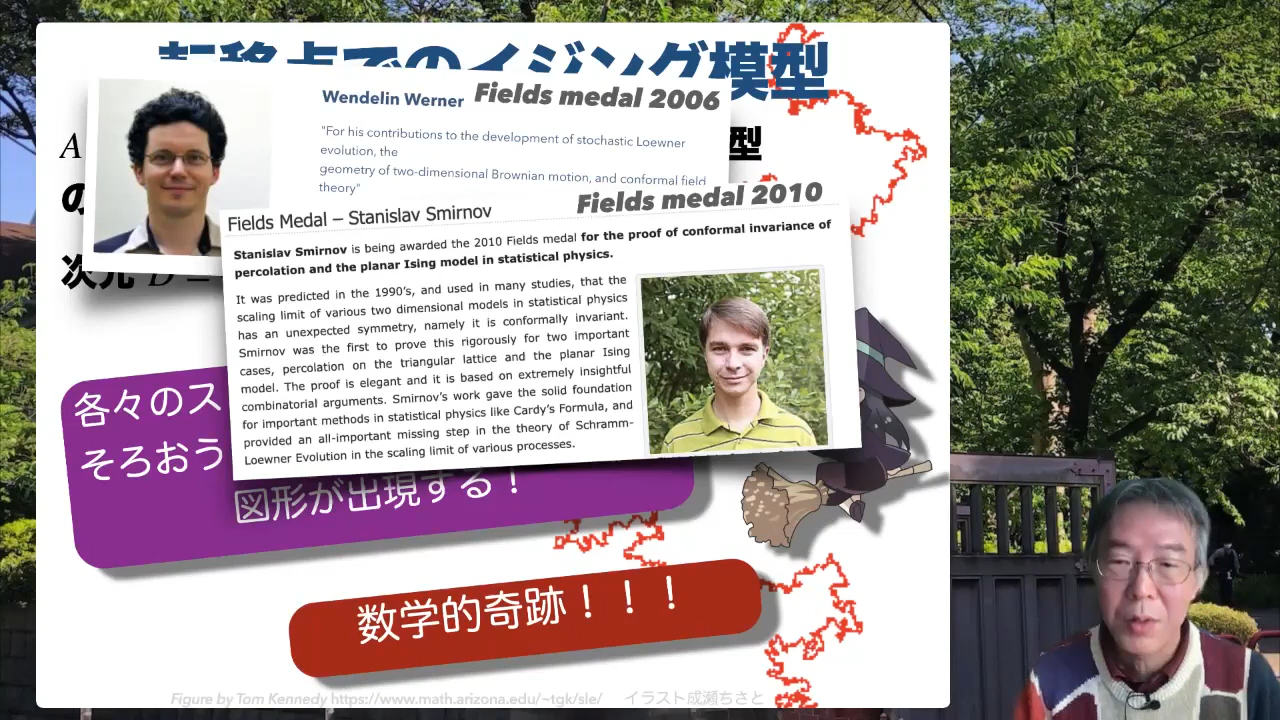 転移点でのイジング模型
Wendelin Werner Fields medal 2006
"For his contributions to the development of stochastic Loewner
evolution, the
geometry of two-dimensional Brownian motion, and conformal field
theory"
A
型
の
次元 D =
Fields Medal – Stanislav Smirnov Fields medal 2010
Stanislav Smirnov is being awarded the 2010 Fields medal for the proof of conformal invariance of
percolation and the planar Ising model in statistical physics.
It was predicted in the 1990's, and used in many studies, that the
scaling limit of various two dimensional models in statistical physics
has an unexpected symmetry, namely it is conformally invariant.
Smirnov was the first to prove this rigorously for two important
cases, percolation on the triangular lattice and the planar Ising
model. The proof is elegant and it is based on extremely insightful
combinatorial arguments. Smirnov's work gave the solid foundation
for important methods in statistical physics like Cardy's Formula, and
provided an all-important missing step in the theory of Schramm-
Loewner Evolution in the scaling limit of various processes.
各々のス
そろおう
図形が出現する！
数学的奇跡！！！
Figure by Tom Kennedy https://www.math.arizona.edu/~tgk/sle/ イラスト成瀬ちさと